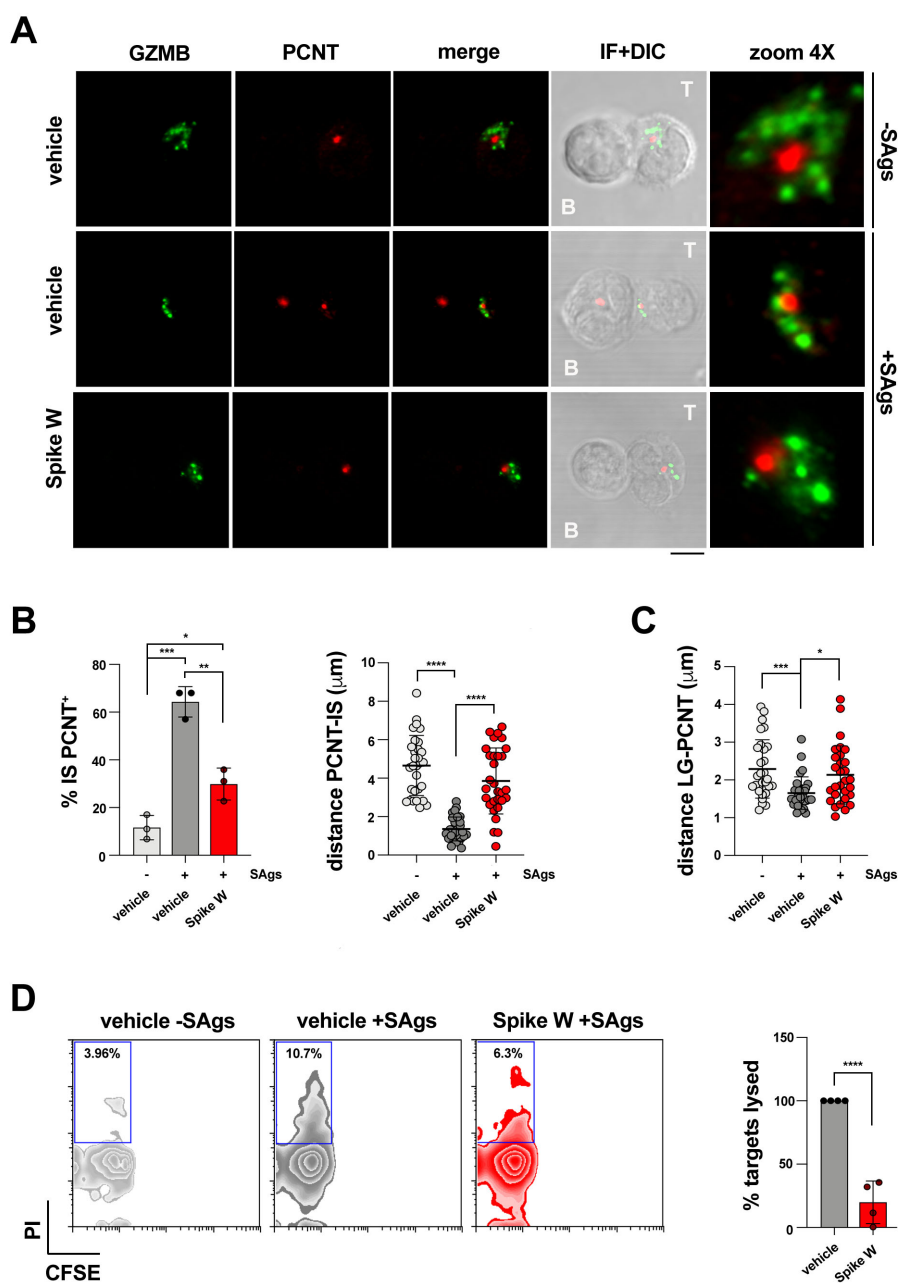 A
GZMB PCNT merge IF+DIC zoom 4X
vehicle
T
B
-SAgs
vehicle
T
B
+SAgs
Spike W
T
B
B
% IS PCNT+
80
60
40
20
0
*
***
**
- + + SAgs
vehicle vehicle Spike W
distance PCNT-IS (μm)
10
8
6
4
2
0
****
****
- + + SAgs
vehicle vehicle Spike W
C
distance LG-PCNT (μm)
5
4
3
2
1
0
***
*
- + + SAgs
vehicle vehicle Spike W
D
vehicle -SAgs vehicle +SAgs Spike W +SAgs
3.96% 10.7% 6.3%
PI
CFSE
% targets lysed
150
100
50
0
****
vehicle Spike W